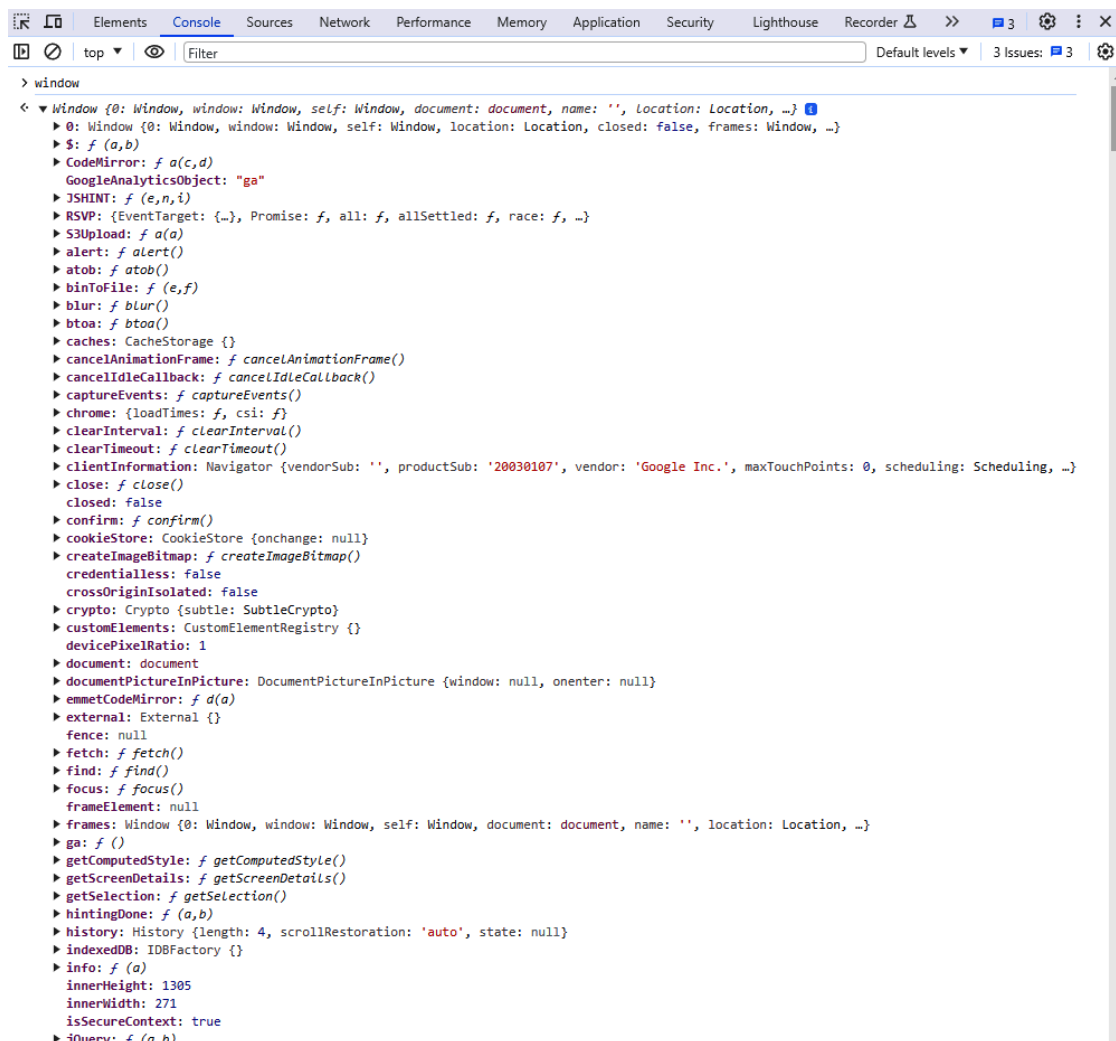 Elements Console Sources Network Performance Memory Application Security Lighthouse Recorder >> 3
top ▼ Filter Default levels ▼ 3 Issues: 3
> window
▼ Window {0: Window, window: Window, self: Window, document: document, name: '', location: Location, …} i
▶ 0: Window {0: Window, window: Window, self: Window, location: Location, closed: false, frames: Window, …}
▶ $: ƒ (a,b)
▶ CodeMirror: ƒ a(c,d)
GoogleAnalyticsObject: "ga"
▶ JSHINT: ƒ (e,n,i)
▶ RSVP: {EventTarget: {…}, Promise: ƒ, all: ƒ, allSettled: ƒ, race: ƒ, …}
▶ S3Upload: ƒ a(a)
▶ alert: ƒ alert()
▶ atob: ƒ atob()
▶ binToFile: ƒ (e,f)
▶ blur: ƒ blur()
▶ btoa: ƒ btoa()
▶ caches: CacheStorage {}
▶ cancelAnimationFrame: ƒ cancelAnimationFrame()
▶ cancelIdleCallback: ƒ cancelIdleCallback()
▶ captureEvents: ƒ captureEvents()
▶ chrome: {loadTimes: ƒ, csi: ƒ}
▶ clearInterval: ƒ clearInterval()
▶ clearTimeout: ƒ clearTimeout()
▶ clientInformation: Navigator {vendorSub: '', productSub: '20030107', vendor: 'Google Inc.', maxTouchPoints: 0, scheduling: Scheduling, …}
▶ close: ƒ close()
closed: false
▶ confirm: ƒ confirm()
▶ cookieStore: CookieStore {onchange: null}
▶ createImageBitmap: ƒ createImageBitmap()
credentialless: false
crossOriginIsolated: false
▶ crypto: Crypto {subtle: SubtleCrypto}
▶ customElements: CustomElementRegistry {}
devicePixelRatio: 1
▶ document: document
▶ documentPictureInPicture: DocumentPictureInPicture {window: null, onenter: null}
▶ emmetCodeMirror: ƒ d(a)
▶ external: External {}
fence: null
▶ fetch: ƒ fetch()
▶ find: ƒ find()
▶ focus: ƒ focus()
frameElement: null
▶ frames: Window {0: Window, window: Window, self: Window, document: document, name: '', location: Location, …}
▶ ga: ƒ ()
▶ getComputedStyle: ƒ getComputedStyle()
▶ getScreenDetails: ƒ getScreenDetails()
▶ getSelection: ƒ getSelection()
▶ hintingDone: ƒ (a,b)
▶ history: History {length: 4, scrollRestoration: 'auto', state: null}
▶ indexedDB: IDBFactory {}
▶ info: ƒ (a)
innerHeight: 1305
innerWidth: 271
isSecureContext: true
▶ jQuery: ƒ (a,b)